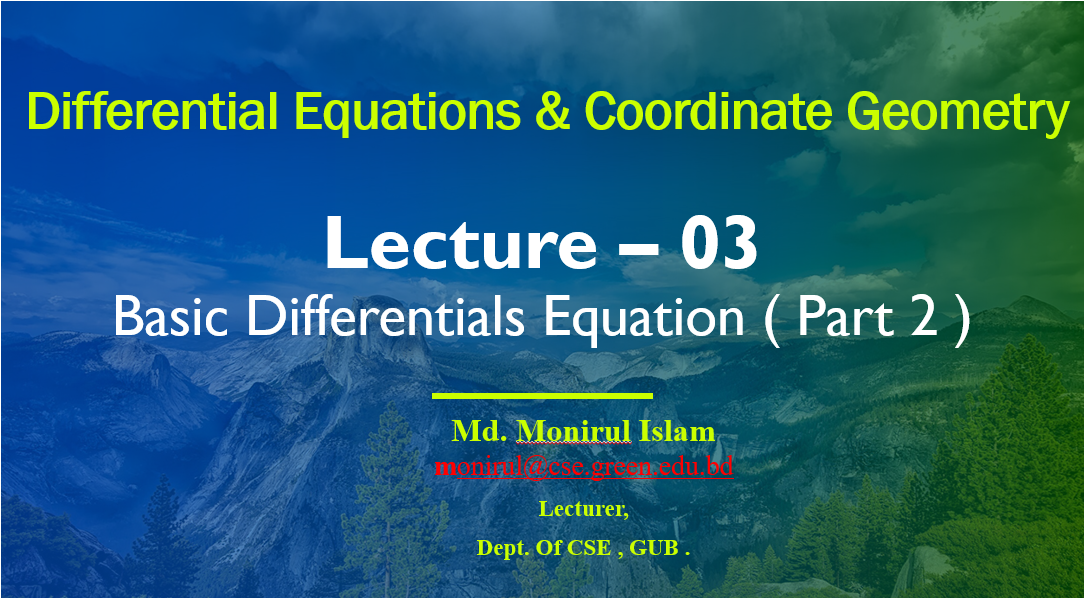 Differential Equations & Coordinate Geometry
Lecture – 03
Basic Differentials Equation ( Part 2 )
Md. Monirul Islam
monirul@cse.green.edu.bd
Lecturer,
Dept. Of CSE , GUB .